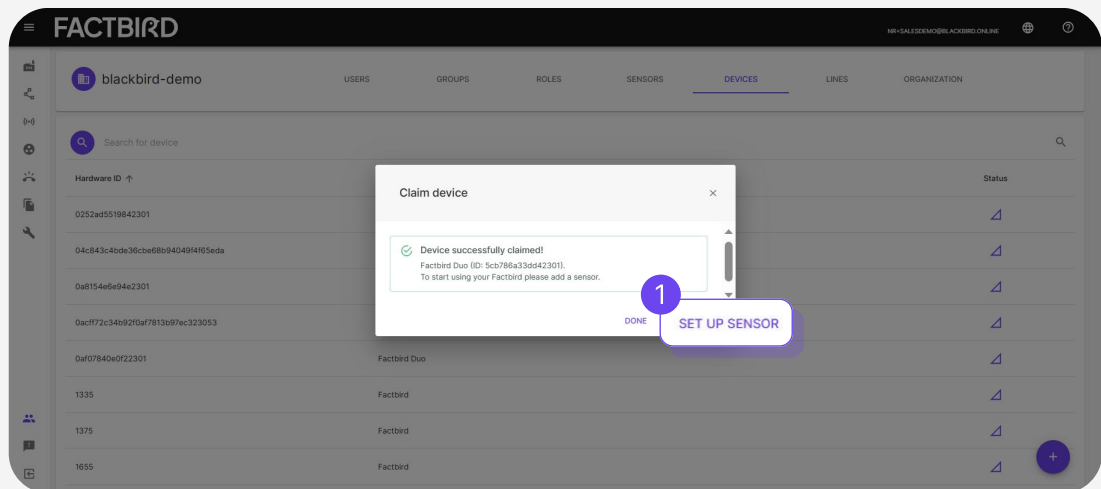 FACTBIRD
NR+SALESDEMO@BLACKBIRD.ONLINE
blackbird-demo
USERS
GROUPS
ROLES
SENSORS
DEVICES
LINES
ORGANIZATION
Search for device
Hardware ID ↑
Status
0252ad5519842301
04c843c4bde36cbe68b94049f4f65eda
0a8154e6e94e2301
0acff72c34b92f0af7813b97ec323053
0af07840e0f22301 Factbird Duo
1335 Factbird
1375 Factbird
1655 Factbird
Claim device
Device successfully claimed!
Factbird Duo (ID: 5cb786a33dd42301).
To start using your Factbird please add a sensor.
1
DONE
SET UP SENSOR